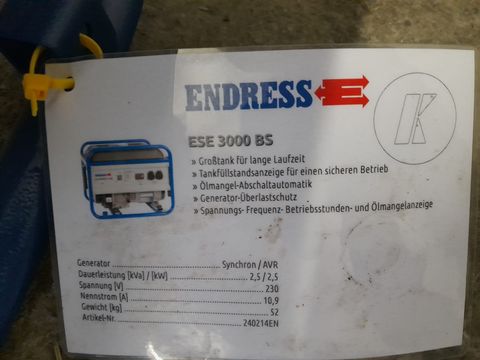 ENDRESS E
ESE 3000 BS
» Großtank für lange Laufzeit
» Tankfüllstandsanzeige für einen sicheren Betrieb
» Ölmangel-Abschaltautomatik
» Generator-Überlastschutz
» Spannungs- Frequenz- Betriebsstunden- und Ölmangelanzeige
ENDRESS
Generator Synchron / AVR
Dauerleistung [kVa] / [kW] 2,5 / 2,5
Spannung [V] 230
Nennstrom [A] 10,9
Gewicht [kg] 52
Artikel-Nr. 240214EN